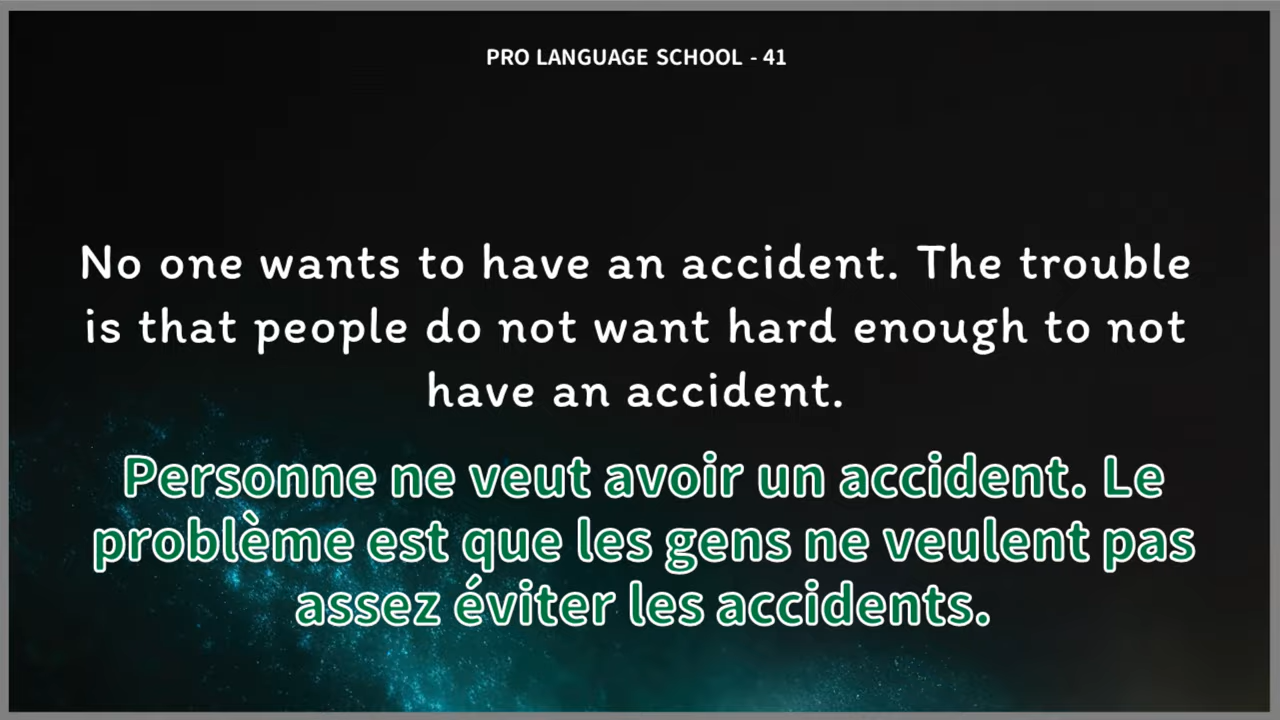 PRO LANGUAGE SCHOOL - 41
No one wants to have an accident. The trouble
is that people do not want hard enough to not
have an accident.
Personne ne veut avoir un accident. Le
problème est que les gens ne veulent pas
assez éviter les accidents.